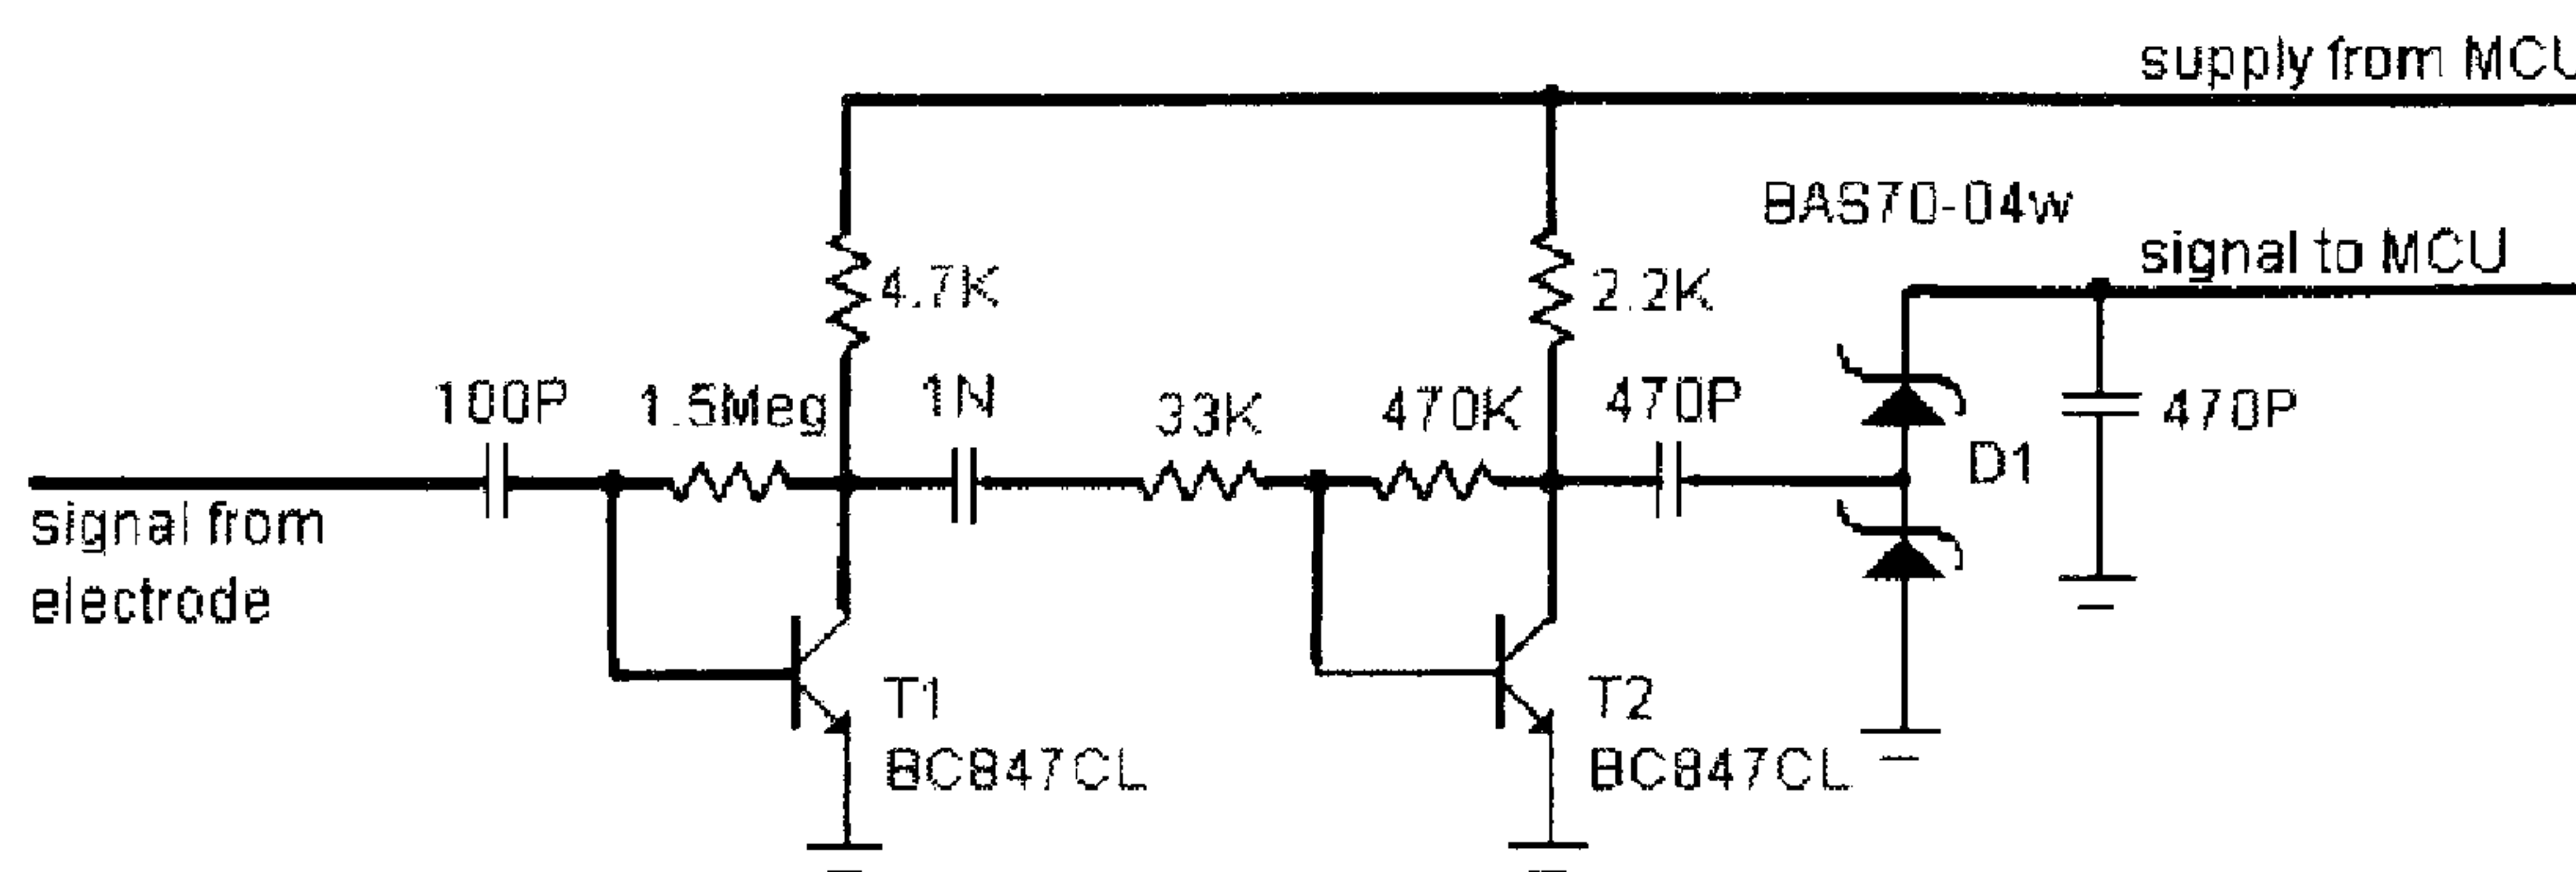 supply from MCU
BAS70-04w
signal to MCU
4.7K
2.2K
100P
1.5Meg
1N
33K
470K
470P
470P
D1
signal from
electrode
T1
BC847CL
T2
BC847CL